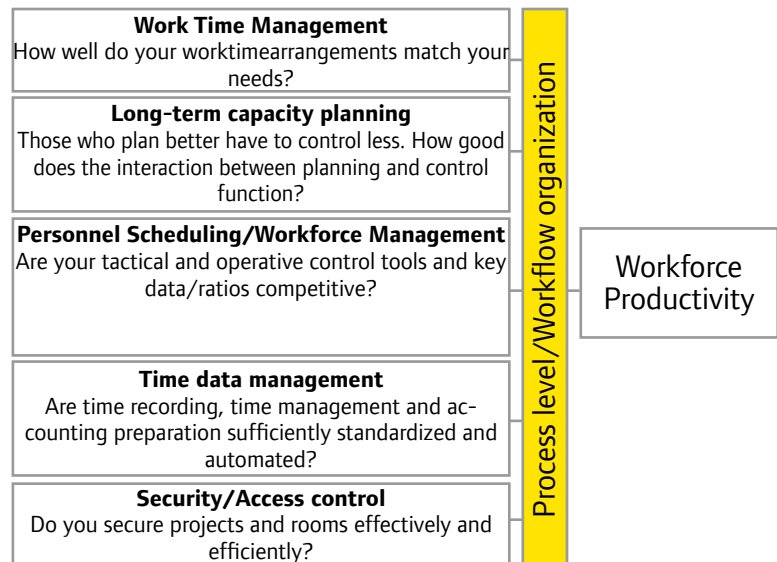 Work Time Management
How well do your worktimearrangements match your
needs?
Long-term capacity planning
Those who plan better have to control less. How good
does the interaction between planning and control
function?
Personnel Scheduling/Workforce Management
Are your tactical and operative control tools and key
data/ratios competitive?
Time data management
Are time recording, time management and ac-
counting preparation sufficiently standardized and
automated?
Security/Access control
Do you secure projects and rooms effectively and
efficiently?
Process level/Workflow organization
Workforce
Productivity